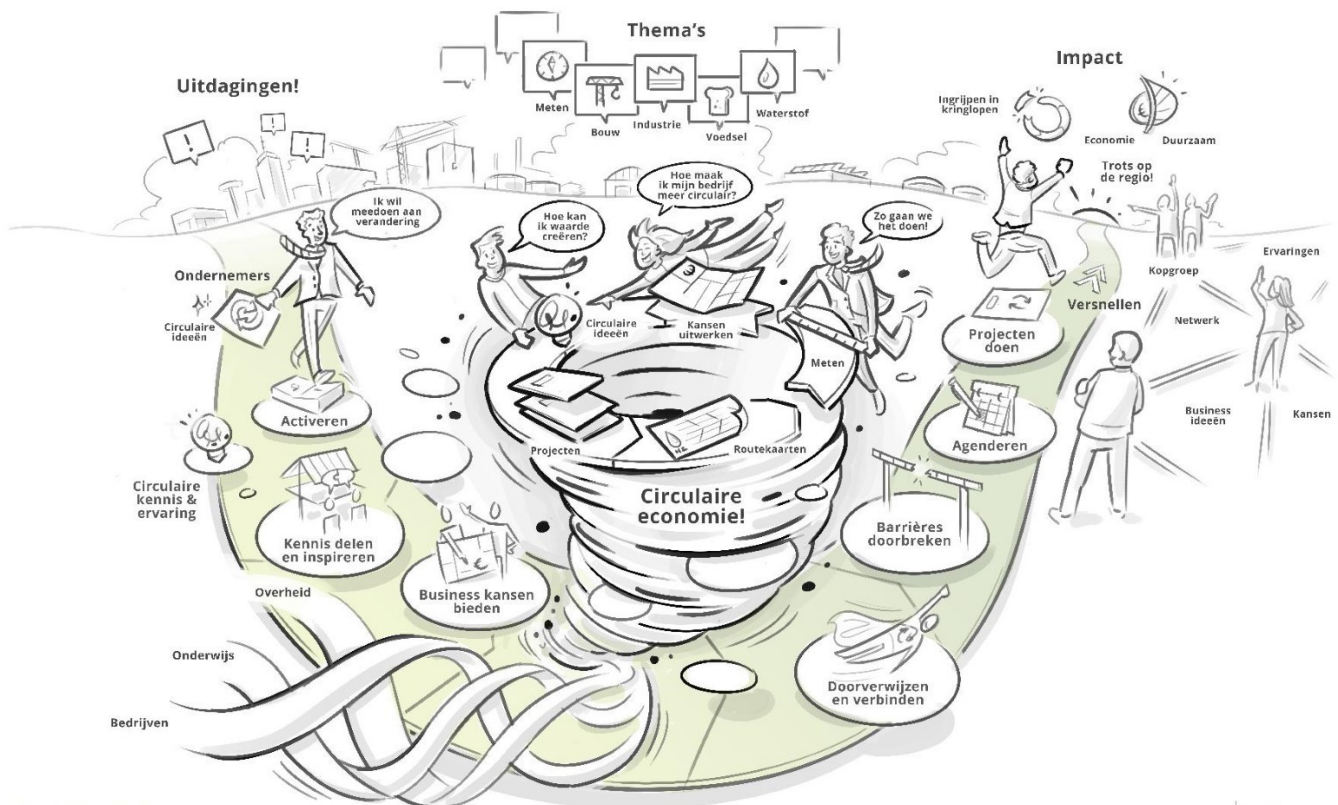 Uitdagingen!
Thema's
Meten
Bouw
Industrie
Voedsel
Waterstof
Impact
Ingrijpen in
kringlopen
Economie
Duurzaam
Trots op
de regio!
Ik wil
meedoen aan
verandering
Hoe kan
ik waarde
creëren?
Hoe maak
ik mijn bedrijf
meer circulair?
Zo gaan we
het doen!
Ondernemers
Circulaire
ideeën
Circulaire
ideeën
Kansen
uitwerken
Meten
Projecten
Routekaarten
Circulaire
economie!
Activeren
Circulaire
kennis &
ervaring
Kennis delen
en inspireren
Business kansen
bieden
Overheid
Onderwijs
Bedrijven
Doorverwijzen
en verbinden
Barrières
doorbreken
Agenderen
Projecten
doen
Versnellen
Kopgroep
Ervaringen
Netwerk
Business
ideeën
Kansen